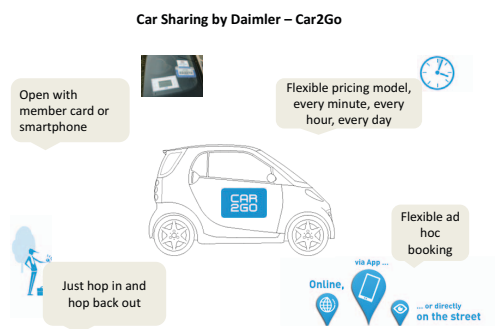 Car Sharing by Daimler – Car2Go
Open with
member card or
smartphone
Flexible pricing model,
every minute, every
hour, every day
CAR
2GO
Flexible ad
hoc
booking
Just hop in and
hop back out
via App ...
Online,
... or directly
on the street